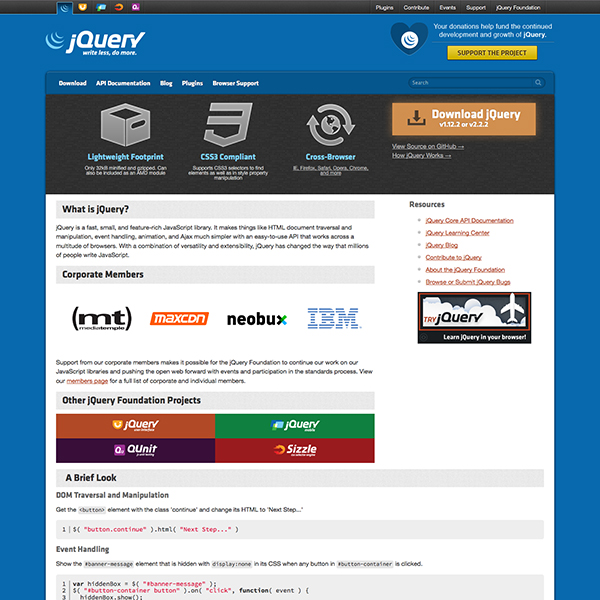 Plugins Contribute Events Support jQuery Foundation
jQuery
write less, do more.
Your donations help fund the continued
development and growth of jQuery.
SUPPORT THE PROJECT
Download API Documentation Blog Plugins Browser Support
Search
Lightweight Footprint
Only 32kB minified and gzipped. Can
also be included as an AMD module
CSS3 Compliant
Supports CSS3 selectors to find
elements as well as in style property
manipulation
Cross-Browser
IE, Firefox, Safari, Opera, Chrome,
and more
Download jQuery
v1.12.2 or v2.2.2
View Source on GitHub →
How jQuery Works →
What is jQuery?
jQuery is a fast, small, and feature-rich JavaScript library. It makes things like HTML document traversal and
manipulation, event handling, animation, and Ajax much simpler with an easy-to-use API that works across a
multitude of browsers. With a combination of versatility and extensibility, jQuery has changed the way that millions
of people write JavaScript.
Resources
jQuery Core API Documentation
jQuery Learning Center
jQuery Blog
Contribute to jQuery
About the jQuery Foundation
Browse or Submit jQuery Bugs
TRY jQuery
Learn jQuery in your browser!
Corporate Members
(mt)
mediatemple
maxcdn
neobux
IBM
Support from our corporate members makes it possible for the jQuery Foundation to continue our work on our
JavaScript libraries and pushing the open web forward with events and participation in the standards process. View
our members page for a full list of corporate and individual members.
Other jQuery Foundation Projects
jQuery
user interface
jQuery
mobile
QUnit
js unit testing
Sizzle
css selector engine
A Brief Look
DOM Traversal and Manipulation
Get the <button> element with the class 'continue' and change its HTML to 'Next Step...'
1 $( "button.continue" ).html( "Next Step..." )
Event Handling
Show the #banner-message element that is hidden with display:none in its CSS when any button in #button-container is clicked.
1 var hiddenBox = $( "#banner-message" );
2 $( "#button-container button" ).on( "click", function( event ) {
3 hiddenBox.show();